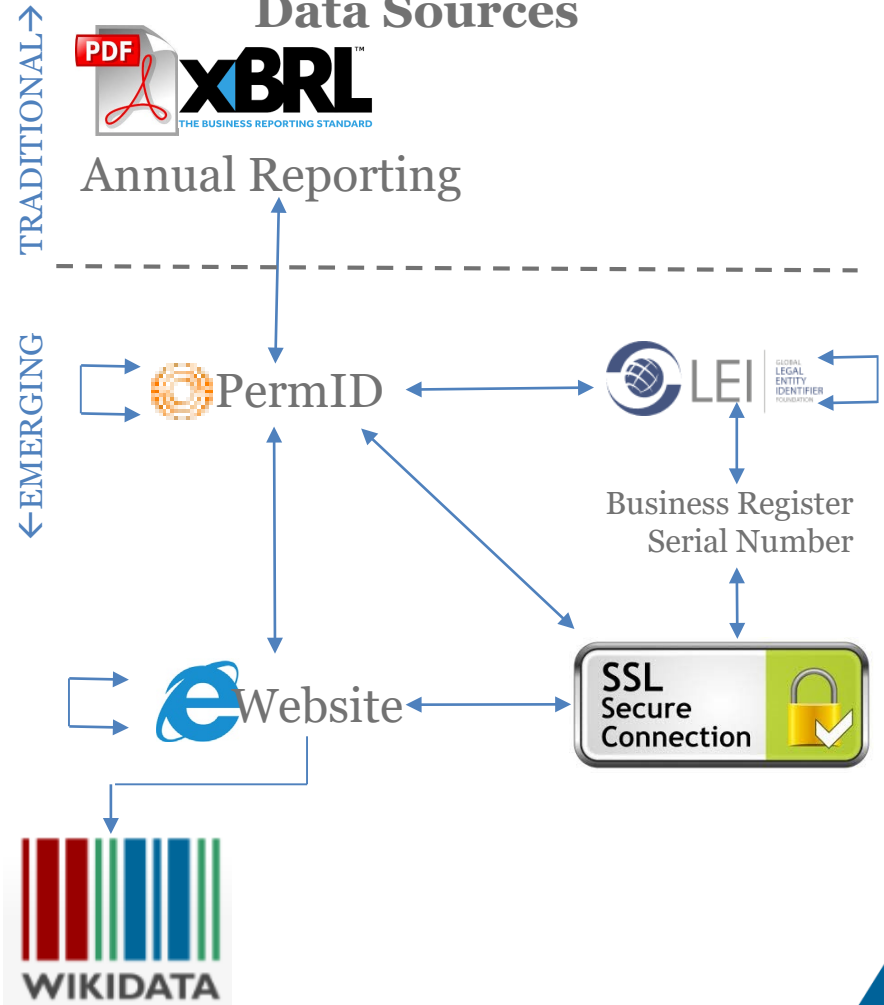 Data Sources
TRADITIONAL→
PDF
XBRL™
THE BUSINESS REPORTING STANDARD
Annual Reporting
←EMERGING
PermID
LEI
GLOBAL
LEGAL
ENTITY
IDENTIFIER
FOUNDATION
Business Register
Serial Number
Website
SSL
Secure
Connection
WIKIDATA